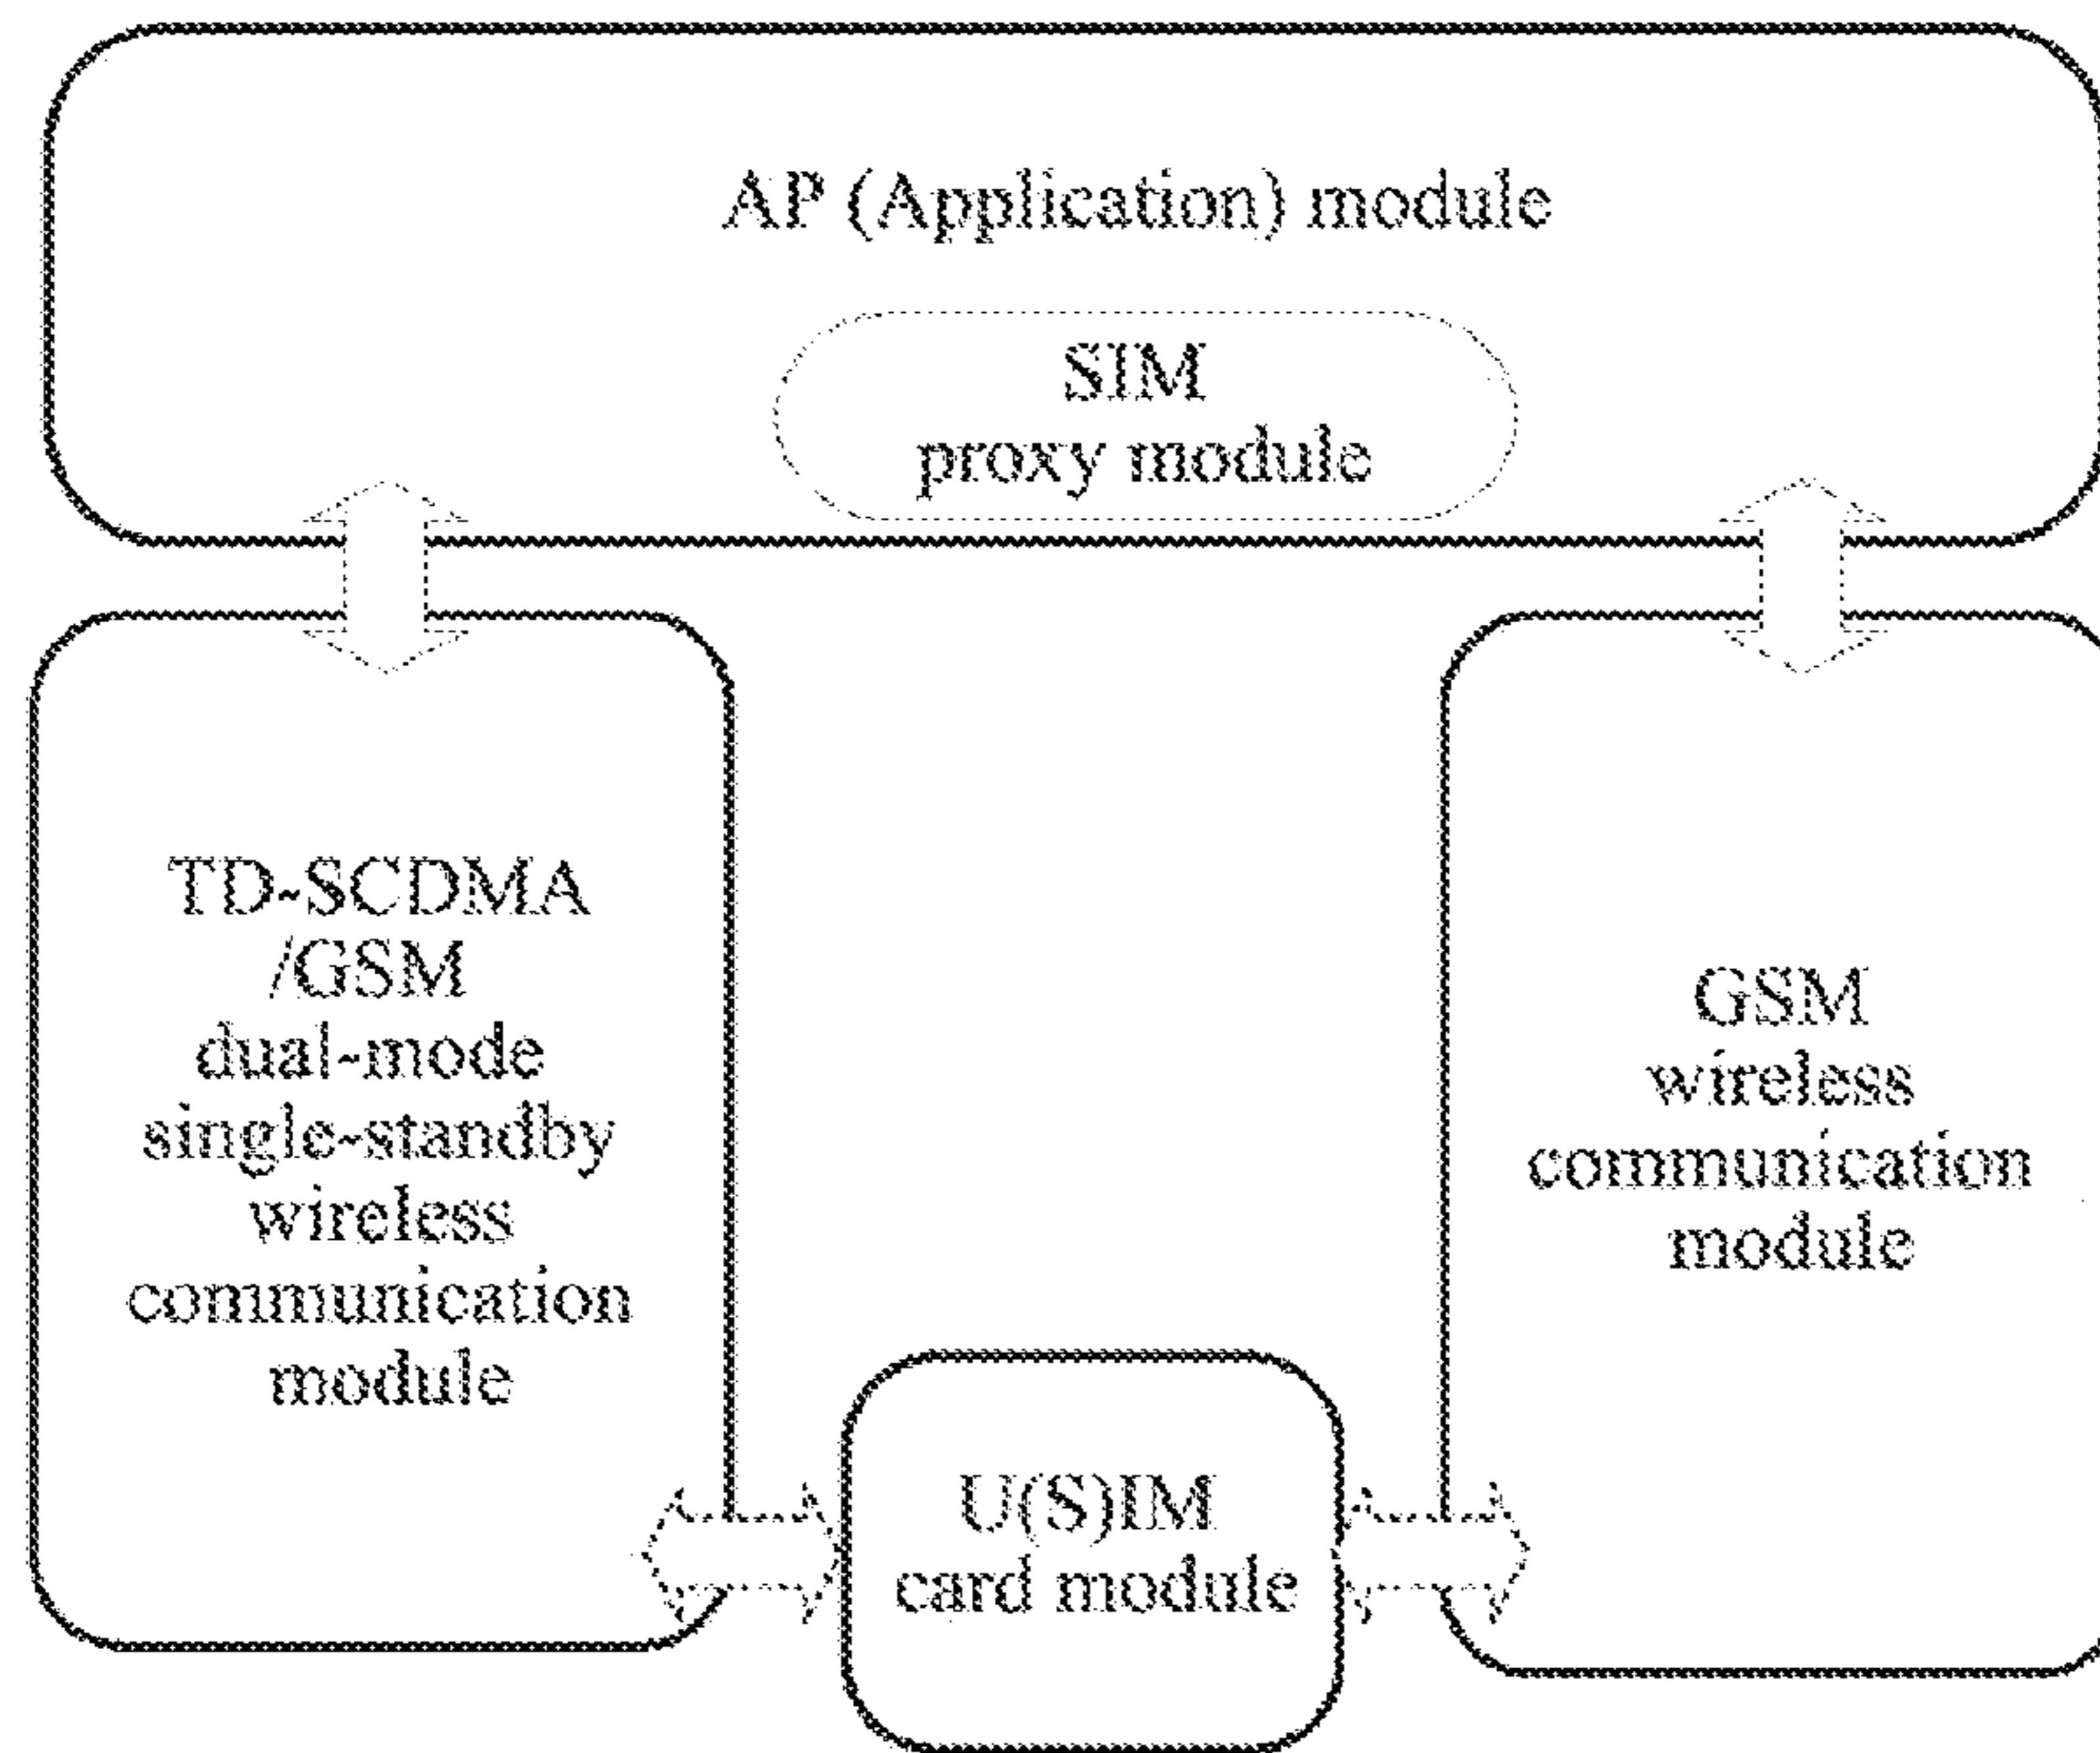 AP (Application) module
SIM
proxy module
TD-SCDMA
/GSM
dual-mode
single-standby
wireless
communication
module
GSM
wireless
communication
module
U(S)IM
card module